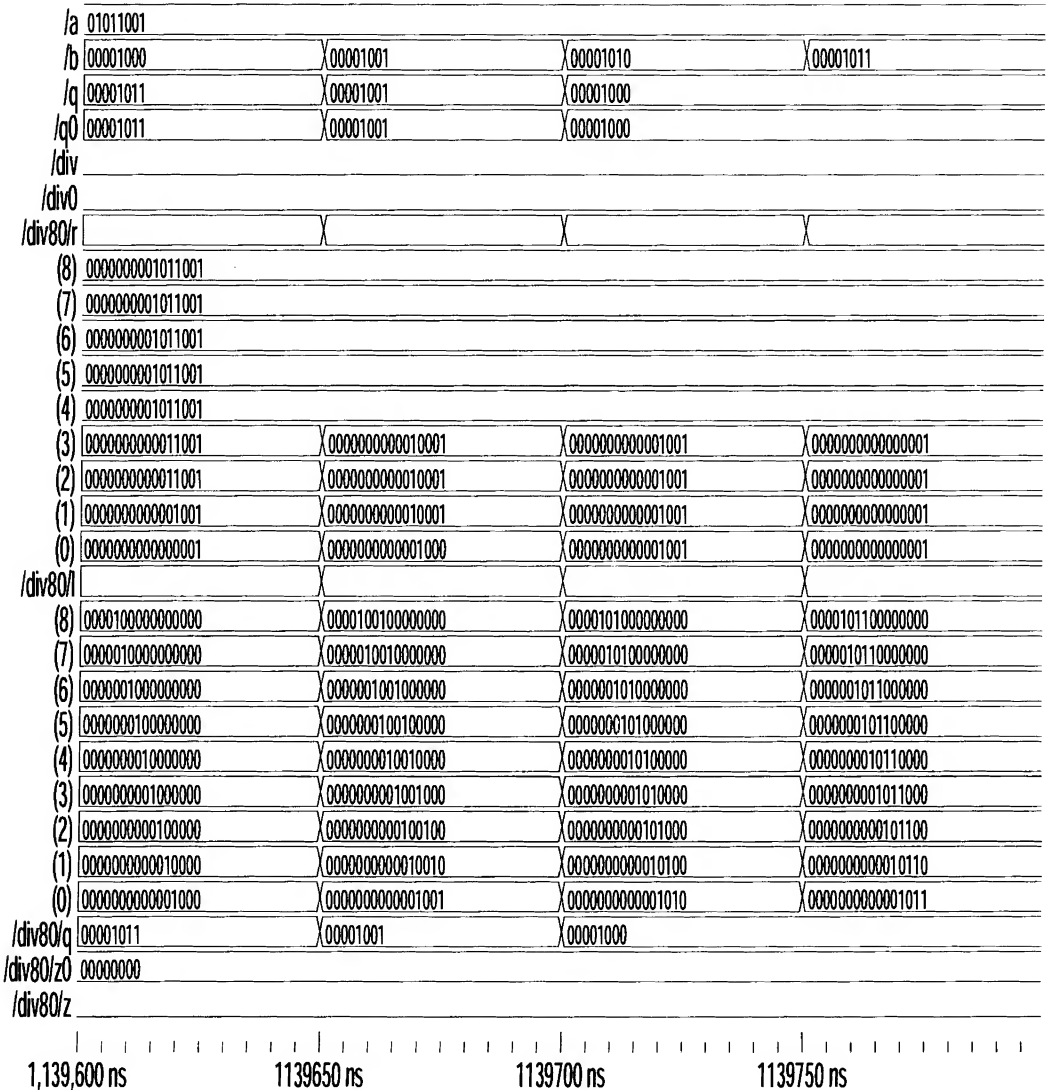 /a 01011001
/b 00001000 00001001 00001010 00001011
/q 00001011 00001001 00001000
/q0 00001011 00001001 00001000
/div
/div0
/div80/r
(8) 0000000001011001
(7) 0000000001011001
(6) 0000000001011001
(5) 0000000001011001
(4) 0000000001011001
(3) 0000000000011001 0000000000010001 0000000000001001 0000000000000001
(2) 0000000000011001 0000000000010001 0000000000001001 0000000000000001
(1) 0000000000001001 0000000000010001 0000000000001001 0000000000000001
(0) 0000000000000001 0000000000001000 0000000000001001 0000000000000001
/div80/l
(8) 0000100000000000 0000100100000000 0000101000000000 0000101100000000
(7) 0000010000000000 0000010010000000 0000010100000000 0000010110000000
(6) 0000001000000000 0000001001000000 0000001010000000 0000001011000000
(5) 0000000100000000 0000000100100000 0000000101000000 0000000101100000
(4) 0000000010000000 0000000010010000 0000000010100000 0000000010110000
(3) 0000000001000000 0000000001001000 0000000001010000 0000000001011000
(2) 0000000000100000 0000000000100100 0000000000101000 0000000000101100
(1) 0000000000010000 0000000000010010 0000000000010100 0000000000010110
(0) 0000000000001000 0000000000001001 0000000000001010 0000000000001011
/div80/q 00001011 00001001 00001000
/div80/z0 00000000
/div80/z
1,139,600 ns 1139650 ns 1139700 ns 1139750 ns